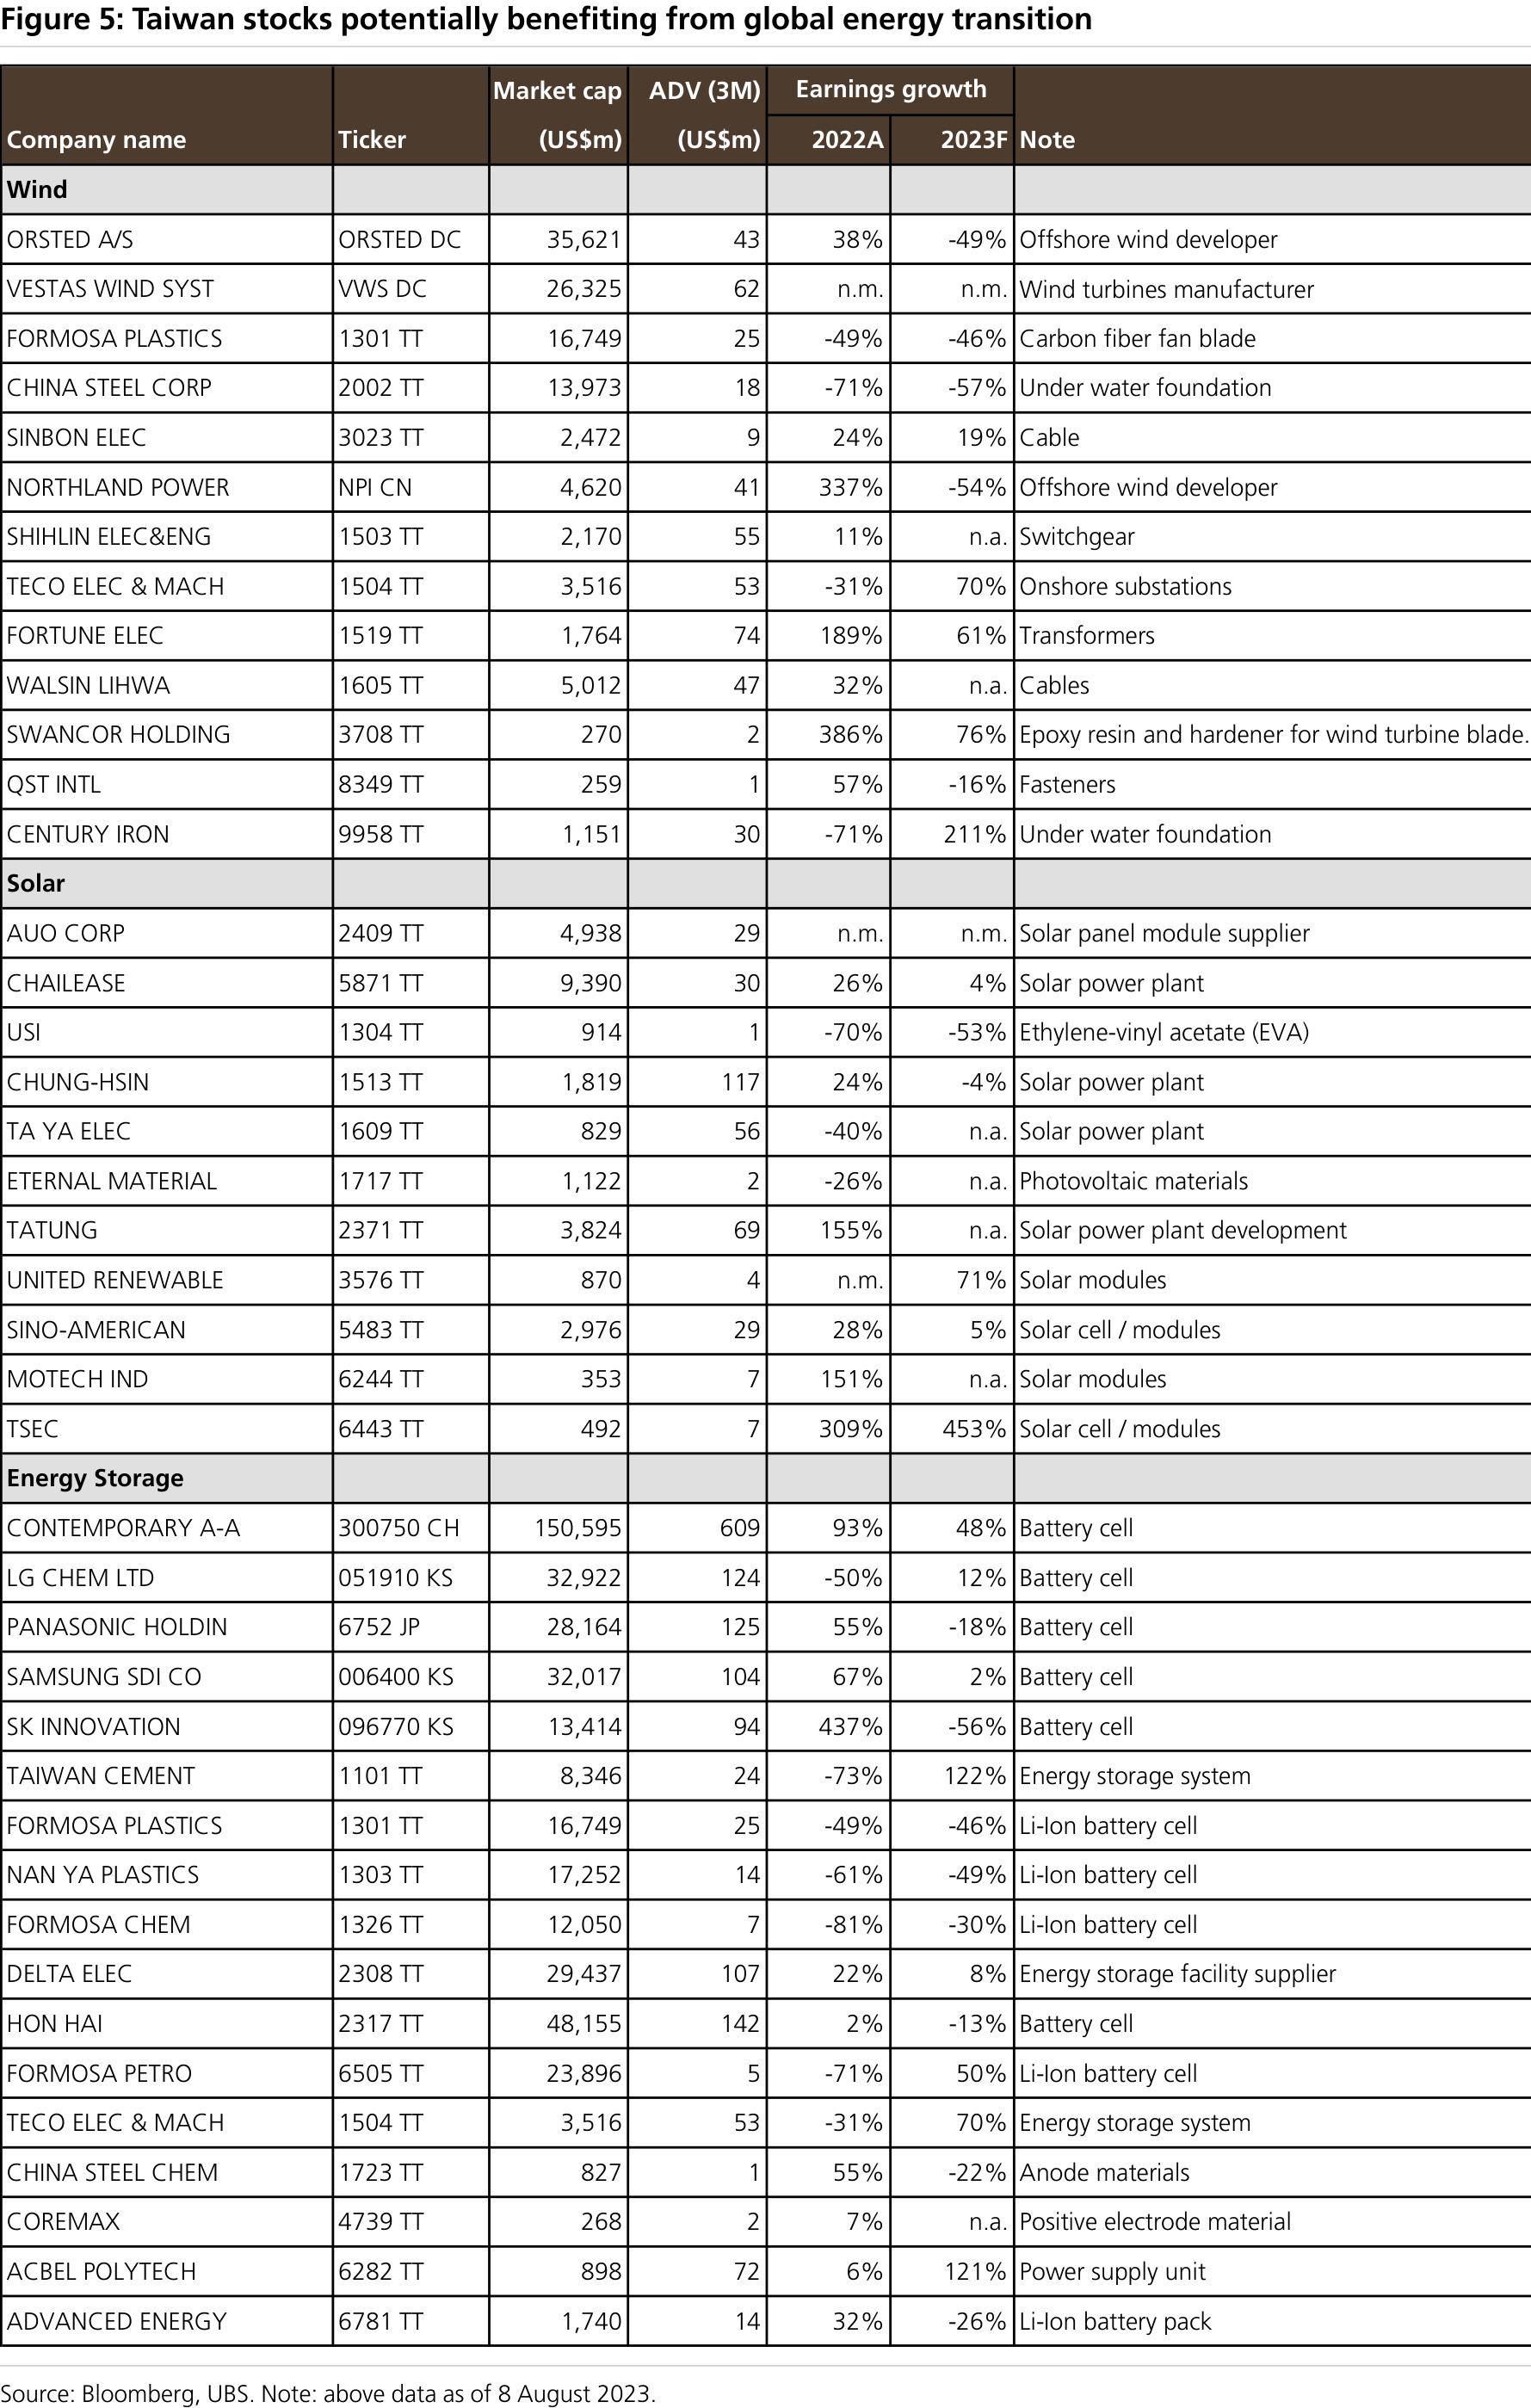 Figure 5: Taiwan stocks potentially benefiting from global energy transition
Market cap ADV (3M) Earnings growth
Company name Ticker (US$m) (US$m) 2022A 2023F Note
Wind
ORSTED A/S ORSTED DC 35,621 43 38% -49% Offshore wind developer
VESTAS WIND SYST VWS DC 26,325 62 n.m. n.m. Wind turbines manufacturer
FORMOSA PLASTICS 1301 TT 16,749 25 -49% -46% Carbon fiber fan blade
CHINA STEEL CORP 2002 TT 13,973 18 -71% -57% Under water foundation
SINBON ELEC 3023 TT 2,472 9 24% 19% Cable
NORTHLAND POWER NPI CN 4,620 41 337% -54% Offshore wind developer
SHIHLIN ELEC&ENG 1503 TT 2,170 55 11% n.a. Switchgear
TECO ELEC & MACH 1504 TT 3,516 53 -31% 70% Onshore substations
FORTUNE ELEC 1519 TT 1,764 74 189% 61% Transformers
WALSIN LIHWA 1605 TT 5,012 47 32% n.a. Cables
SWANCOR HOLDING 3708 TT 270 2 386% 76% Epoxy resin and hardener for wind turbine blade.
QST INTL 8349 TT 259 1 57% -16% Fasteners
CENTURY IRON 9958 TT 1,151 30 -71% 211% Under water foundation
Solar
AUO CORP 2409 TT 4,938 29 n.m. n.m. Solar panel module supplier
CHAILEASE 5871 TT 9,390 30 26% 4% Solar power plant
USI 1304 TT 914 1 -70% -53% Ethylene-vinyl acetate (EVA)
CHUNG-HSIN 1513 TT 1,819 117 24% -4% Solar power plant
TA YA ELEC 1609 TT 829 56 -40% n.a. Solar power plant
ETERNAL MATERIAL 1717 TT 1,122 2 -26% n.a. Photovoltaic materials
TATUNG 2371 TT 3,824 69 155% n.a. Solar power plant development
UNITED RENEWABLE 3576 TT 870 4 n.m. 71% Solar modules
SINO-AMERICAN 5483 TT 2,976 29 28% 5% Solar cell / modules
MOTECH IND 6244 TT 353 7 151% n.a. Solar modules
TSEC 6443 TT 492 7 309% 453% Solar cell / modules
Energy Storage
CONTEMPORARY A-A 300750 CH 150,595 609 93% 48% Battery cell
LG CHEM LTD 051910 KS 32,922 124 -50% 12% Battery cell
PANASONIC HOLDIN 6752 JP 28,164 125 55% -18% Battery cell
SAMSUNG SDI CO 006400 KS 32,017 104 67% 2% Battery cell
SK INNOVATION 096770 KS 13,414 94 437% -56% Battery cell
TAIWAN CEMENT 1101 TT 8,346 24 -73% 122% Energy storage system
FORMOSA PLASTICS 1301 TT 16,749 25 -49% -46% Li-Ion battery cell
NAN YA PLASTICS 1303 TT 17,252 14 -61% -49% Li-Ion battery cell
FORMOSA CHEM 1326 TT 12,050 7 -81% -30% Li-Ion battery cell
DELTA ELEC 2308 TT 29,437 107 22% 8% Energy storage facility supplier
HON HAI 2317 TT 48,155 142 2% -13% Battery cell
FORMOSA PETRO 6505 TT 23,896 5 -71% 50% Li-Ion battery cell
TECO ELEC & MACH 1504 TT 3,516 53 -31% 70% Energy storage system
CHINA STEEL CHEM 1723 TT 827 1 55% -22% Anode materials
COREMAX 4739 TT 268 2 7% n.a. Positive electrode material
ACBEL POLYTECH 6282 TT 898 72 6% 121% Power supply unit
ADVANCED ENERGY 6781 TT 1,740 14 32% -26% Li-Ion battery pack
Source: Bloomberg, UBS. Note: above data as of 8 August 2023.